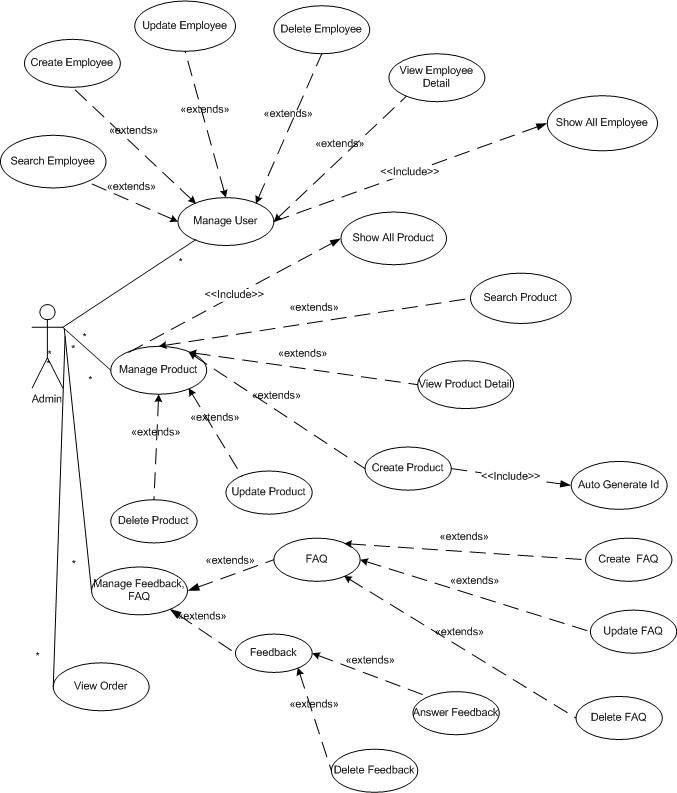 Update Employee
Delete Employee
Create Employee
View Employee
Detail
«extends»
«extends»
Show All Employee
«extends»
«extends»
Search Employee
<<Include>>
«extends»
Manage User
Show All Product
*
<<Include>>
Search Product
«extends»
*
*
*
*
«extends»
Manage Product
*
View Product Detail
Admin
«extends»
«extends»
«extends»
Create Product
<<Include>>
Auto Generate Id
Update Product
Delete Product
«extends»
FAQ
Create  FAQ
*
«extends»
Manage Feedback,
FAQ
«extends»
«extends»
Update FAQ
«extends»
*
Feedback
«extends»
View Order
«extends»
Answer Feedback
Delete FAQ
Delete Feedback